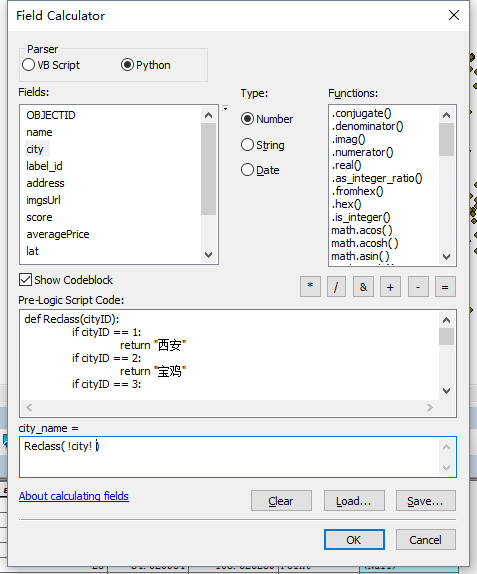 Field Calculator
Parser
VB Script
Python
Fields:
Type:
Functions:
OBJECTID
name
city
label_id
address
imgsUrl
score
averagePrice
lat
Number
String
Date
.conjugate()
.denominator()
.imag()
.numerator()
.real()
.as_integer_ratio()
.fromhex()
.hex()
.is_integer()
math.acos( )
math.acosh( )
math.asin( )
Show Codeblock
* / & + - =
Pre-Logic Script Code:
def Reclass(cityID):
if cityID == 1:
return "西安"
if cityID == 2:
return "宝鸡"
if cityID == 3:
city_name =
Reclass( !city! )
About calculating fields
Clear
Load...
Save...
OK
Cancel